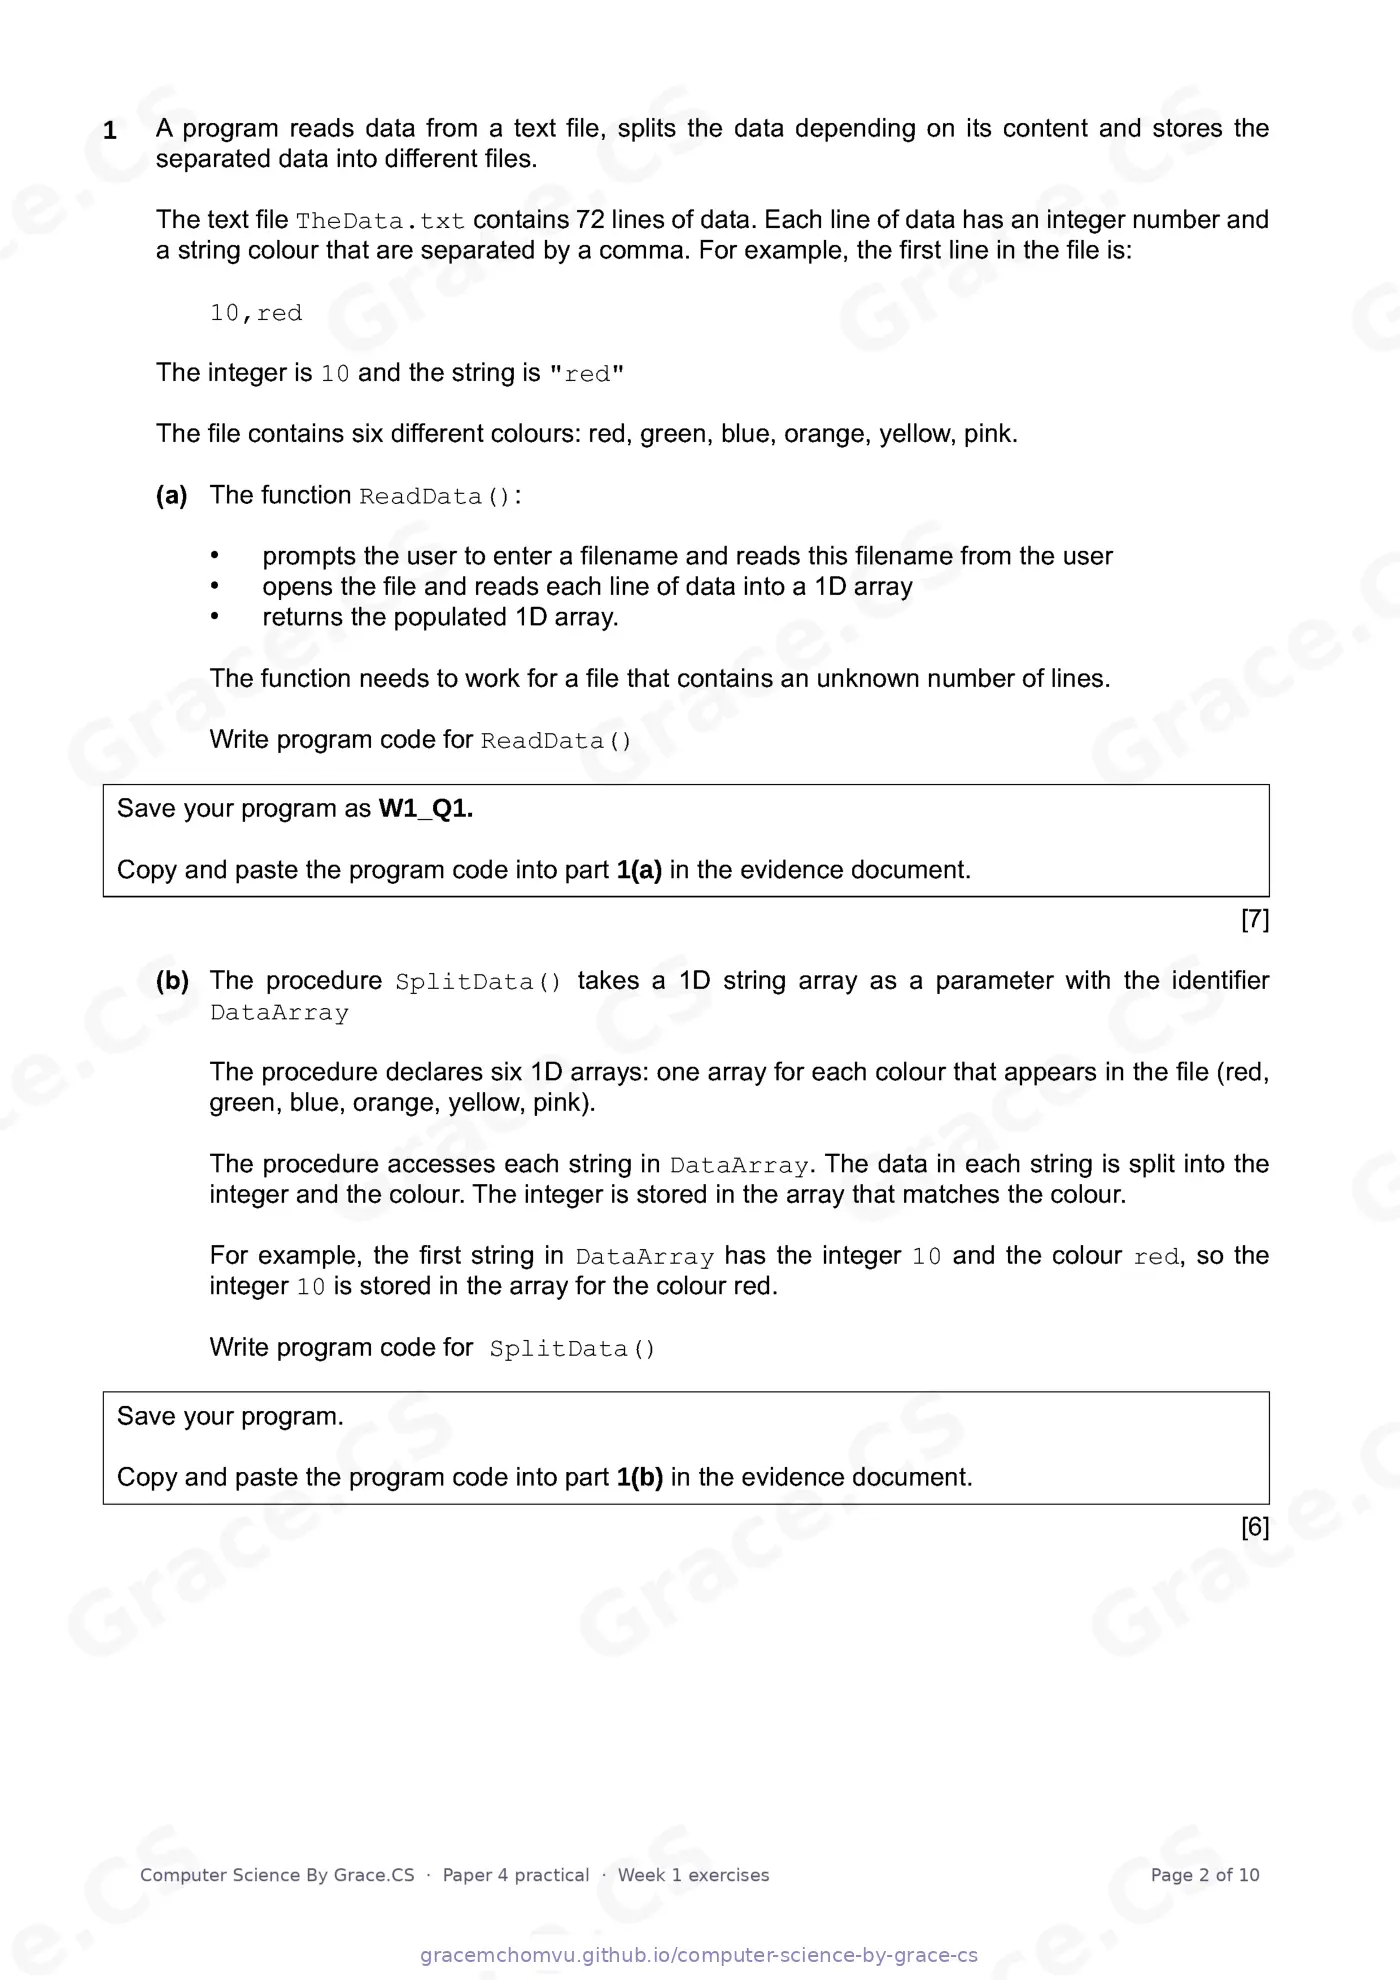 1 A program reads data from a text file, splits the data depending on its content and stores the
separated data into different files.
The text file TheData.txt contains 72 lines of data. Each line of data has an integer number and
a string colour that are separated by a comma. For example, the first line in the file is:
10,red
The integer is 10 and the string is "red"
The file contains six different colours: red, green, blue, orange, yellow, pink.
(a) The function ReadData():
• prompts the user to enter a filename and reads this filename from the user
• opens the file and reads each line of data into a 1D array
• returns the populated 1D array.
The function needs to work for a file that contains an unknown number of lines.
Write program code for ReadData()
Save your program as W1_Q1.
Copy and paste the program code into part 1(a) in the evidence document.
[7]
(b) The procedure SplitData() takes a 1D string array as a parameter with the identifier
DataArray
The procedure declares six 1D arrays: one array for each colour that appears in the file (red,
green, blue, orange, yellow, pink).
The procedure accesses each string in DataArray. The data in each string is split into the
integer and the colour. The integer is stored in the array that matches the colour.
For example, the first string in DataArray has the integer 10 and the colour red, so the
integer 10 is stored in the array for the colour red.
Write program code for SplitData()
Save your program.
Copy and paste the program code into part 1(b) in the evidence document.
[6]
Computer Science By Grace.CS · Paper 4 practical · Week 1 exercises Page 2 of 10
gracemchomvu.github.io/computer-science-by-grace-cs
Grace.CS